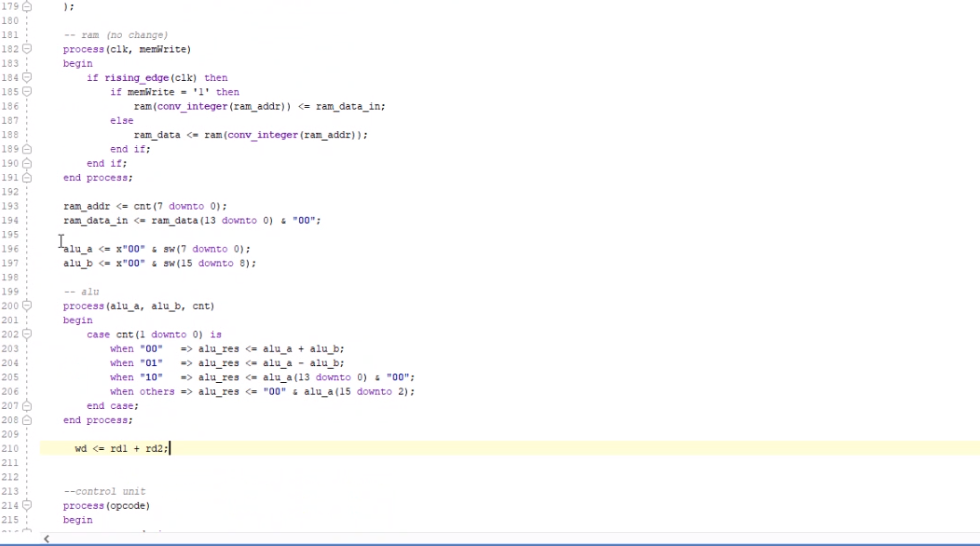 179 );
180
181 -- ram (no change)
182 process(clk, memWrite)
183 begin
184 if rising_edge(clk) then
185 if memWrite = '1' then
186 ram(conv_integer(ram_addr)) <= ram_data_in;
187 else
188 ram_data <= ram(conv_integer(ram_addr));
189 end if;
190 end if;
191 end process;
192
193 ram_addr <= cnt(7 downto 0);
194 ram_data_in <= ram_data(13 downto 0) & "00";
195
196 alu_a <= x"00" & sw(7 downto 0);
197 alu_b <= x"00" & sw(15 downto 8);
198
199 -- alu
200 process(alu_a, alu_b, cnt)
201 begin
202 case cnt(1 downto 0) is
203 when "00" => alu_res <= alu_a + alu_b;
204 when "01" => alu_res <= alu_a - alu_b;
205 when "10" => alu_res <= alu_a(13 downto 0) & "00";
206 when others => alu_res <= "00" & alu_a(15 downto 2);
207 end case;
208 end process;
209
210 wd <= rd1 + rd2;
211
212
213 --control unit
214 process(opcode)
215 begin